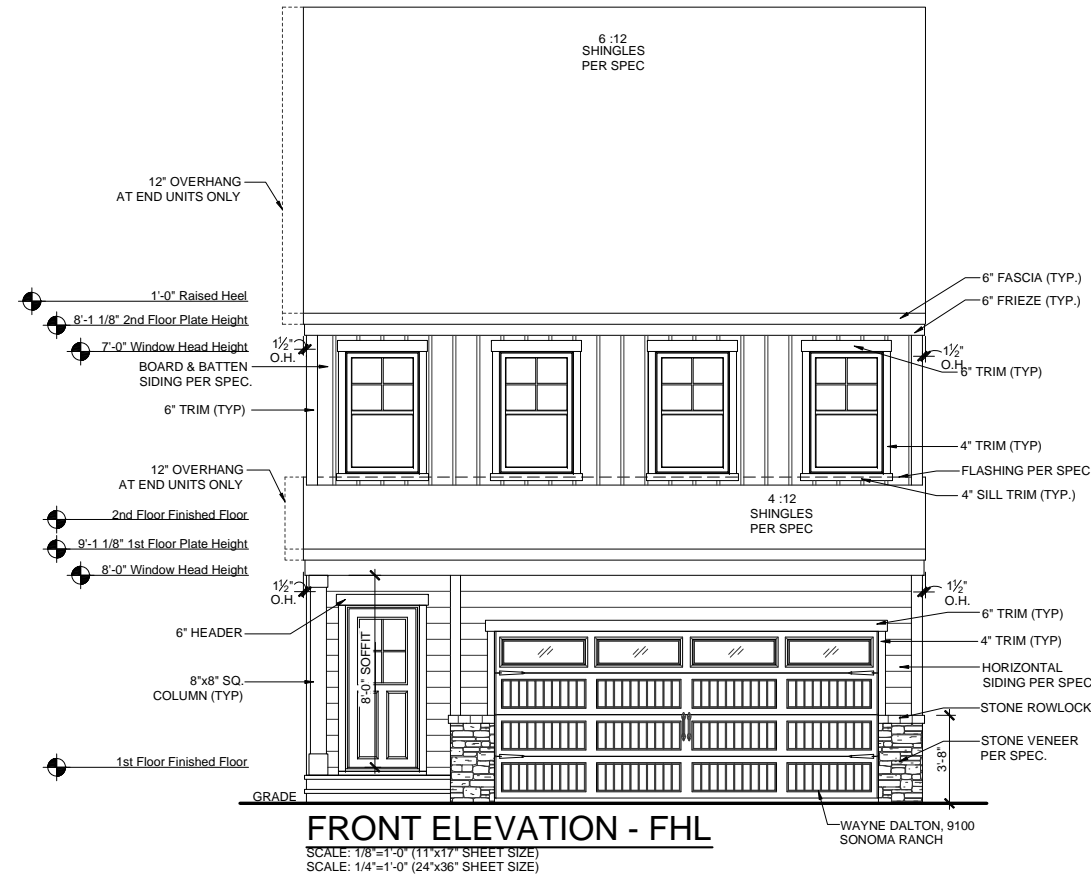 6 :12
SHINGLES
PER SPEC
12" OVERHANG
AT END UNITS ONLY
6" FASCIA (TYP.)
1'-0" Raised Heel
6" FRIEZE (TYP.)
8'-1 1/8" 2nd Floor Plate Height
7'-0" Window Head Height
1½"
O.H.
1½"
O.H.
BOARD & BATTEN
SIDING PER SPEC.
6" TRIM (TYP)
6" TRIM (TYP)
4" TRIM (TYP)
12" OVERHANG
AT END UNITS ONLY
FLASHING PER SPEC
4" SILL TRIM (TYP.)
4 :12
SHINGLES
PER SPEC
2nd Floor Finished Floor
9'-1 1/8" 1st Floor Plate Height
8'-0" Window Head Height
1½"
O.H.
1½"
O.H.
6" TRIM (TYP)
6" HEADER
4" TRIM (TYP)
8'-0" SOFFIT
HORIZONTAL
SIDING PER SPEC
8"x8" SQ.
COLUMN (TYP)
STONE ROWLOCK
STONE VENEER
PER SPEC.
3'-8"
1st Floor Finished Floor
GRADE
WAYNE DALTON, 9100
SONOMA RANCH
FRONT ELEVATION - FHL
SCALE: 1/8"=1'-0" (11"x17" SHEET SIZE)
SCALE: 1/4"=1'-0" (24"x36" SHEET SIZE)